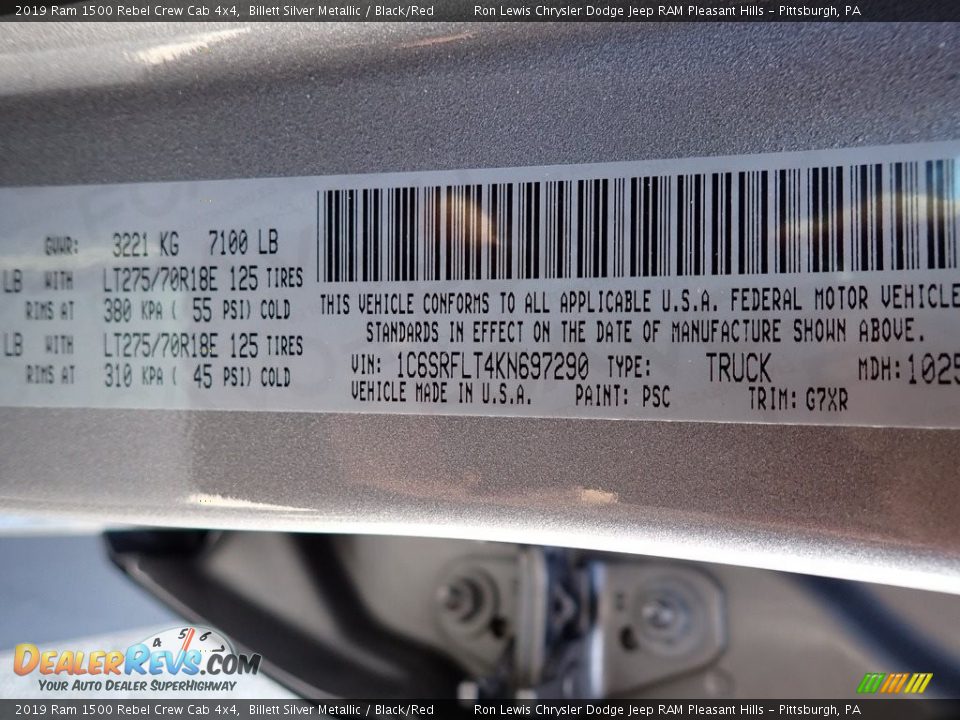 2019 Ram 1500 Rebel Crew Cab 4x4, Billett Silver Metallic / Black/Red Ron Lewis Chrysler Dodge Jeep RAM Pleasant Hills – Pittsburgh, PA
GVWR: 3221 KG 7100 LB
LB WITH LT275/70R18E 125 TIRES
RIMS AT 380 KPA ( 55 PSI) COLD
LB WITH LT275/70R18E 125 TIRES
RIMS AT 310 KPA ( 45 PSI) COLD
THIS VEHICLE CONFORMS TO ALL APPLICABLE U.S.A. FEDERAL MOTOR VEHICLE
STANDARDS IN EFFECT ON THE DATE OF MANUFACTURE SHOWN ABOVE.
VIN: 1C6SRFLT4KN697290 TYPE: TRUCK MDH: 1025
VEHICLE MADE IN U.S.A. PAINT: PSC TRIM: G7XR
4 5 6
DEALERREVS.COM
YOUR AUTO DEALER SUPERHIGHWAY
2019 Ram 1500 Rebel Crew Cab 4x4, Billett Silver Metallic / Black/Red Ron Lewis Chrysler Dodge Jeep RAM Pleasant Hills – Pittsburgh, PA